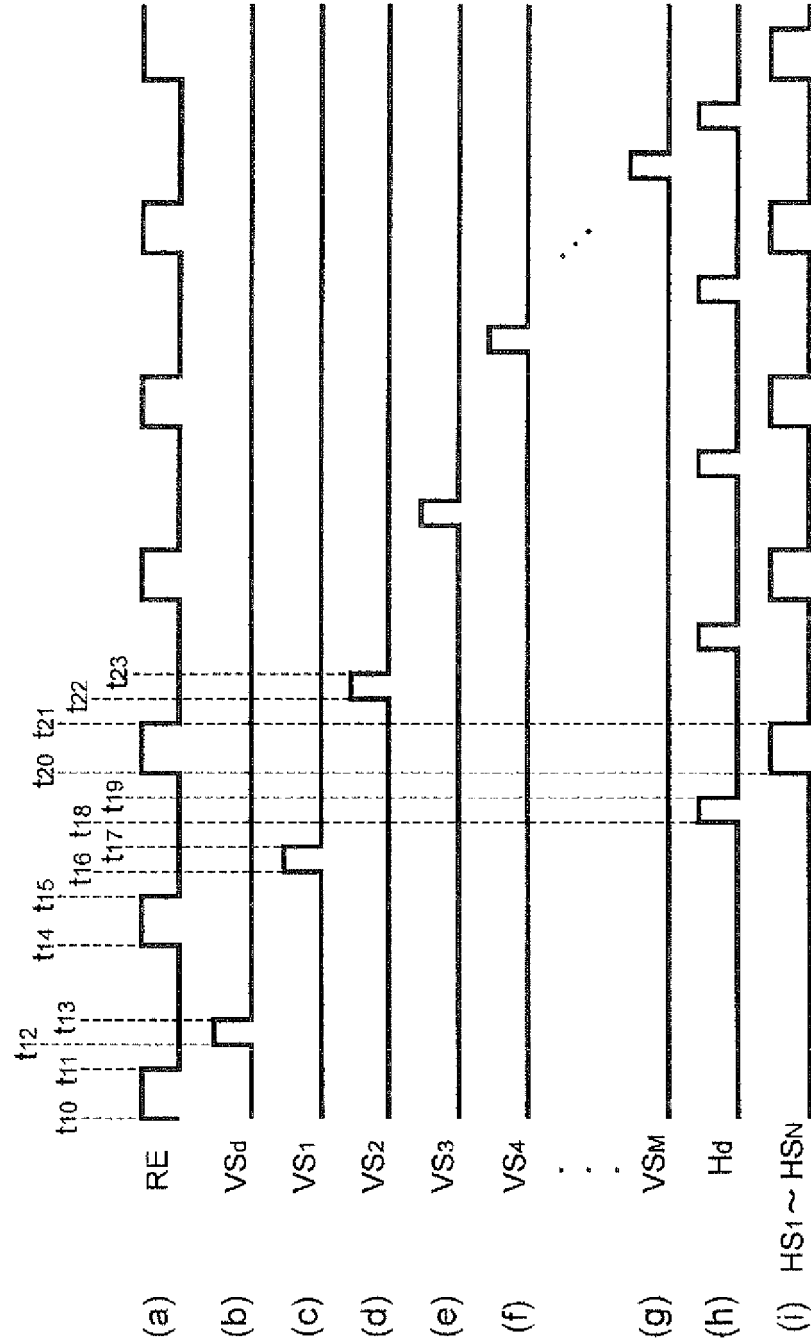 t10 t11 t12 t13 t14 t15 t16 t17 t18 t19 t20 t21 t22 t23
(a) RE
(b) VSd
(c) VS1
(d) VS2
(e) VS3
(f) VS4
(g) VSM
(h) Hd
(i) HS1 ~ HSN